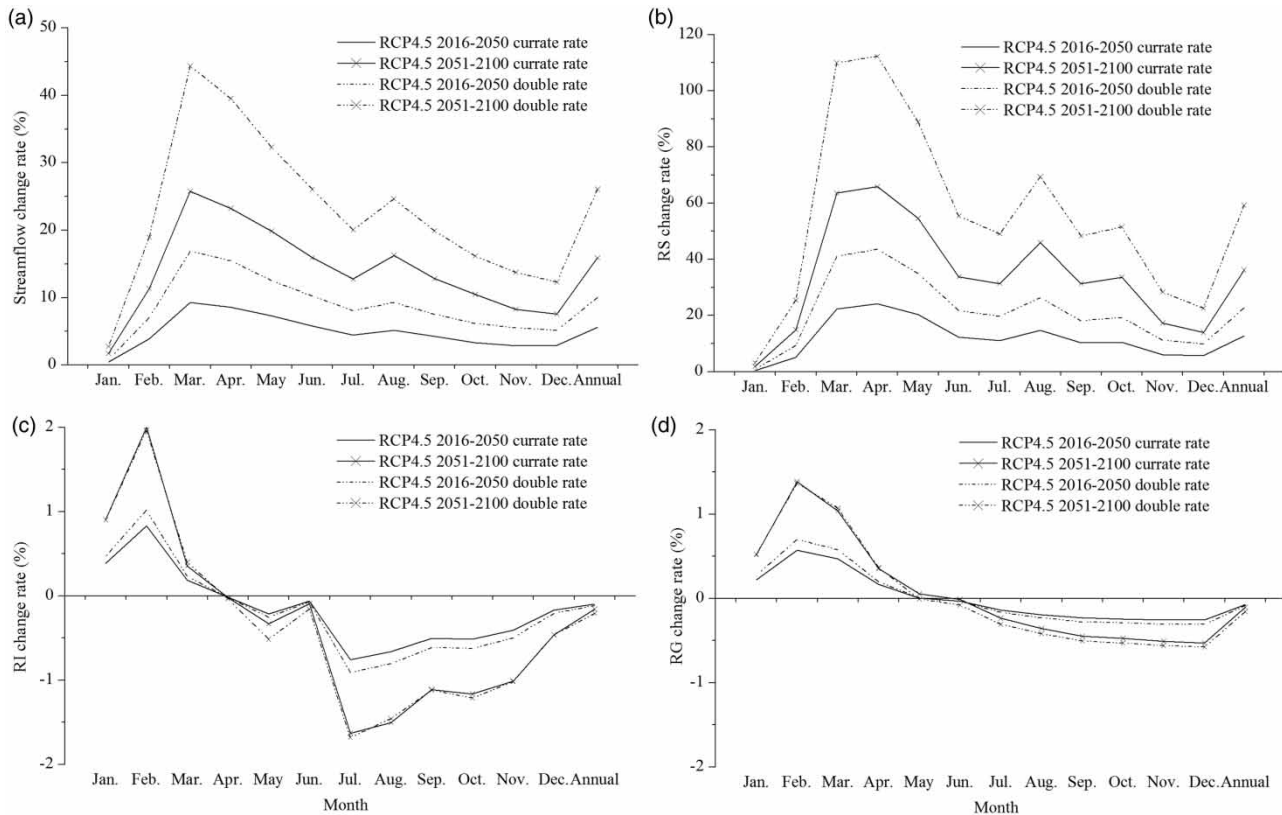 (a)
50
40
30
20
10
0
Streamflow change rate (%)
RCP4.5 2016-2050 currate rate
RCP4.5 2051-2100 currate rate
RCP4.5 2016-2050 double rate
RCP4.5 2051-2100 double rate
Jan. Feb. Mar. Apr. May Jun. Jul. Aug. Sep. Oct. Nov. Dec. Annual
(b)
120
100
80
60
40
20
0
RS change rate (%)
RCP4.5 2016-2050 currate rate
RCP4.5 2051-2100 currate rate
RCP4.5 2016-2050 double rate
RCP4.5 2051-2100 double rate
Jan. Feb. Mar. Apr. May Jun. Jul. Aug. Sep. Oct. Nov. Dec. Annual
(c)
2
1
0
-1
-2
RI change rate (%)
RCP4.5 2016-2050 currate rate
RCP4.5 2051-2100 currate rate
RCP4.5 2016-2050 double rate
RCP4.5 2051-2100 double rate
Jan. Feb. Mar. Apr. May Jun. Jul. Aug. Sep. Oct. Nov. Dec. Annual
Month
(d)
2
1
0
-1
-2
RG change rate (%)
RCP4.5 2016-2050 currate rate
RCP4.5 2051-2100 currate rate
RCP4.5 2016-2050 double rate
RCP4.5 2051-2100 double rate
Jan. Feb. Mar. Apr. May Jun. Jul. Aug. Sep. Oct. Nov. Dec. Annual
Month